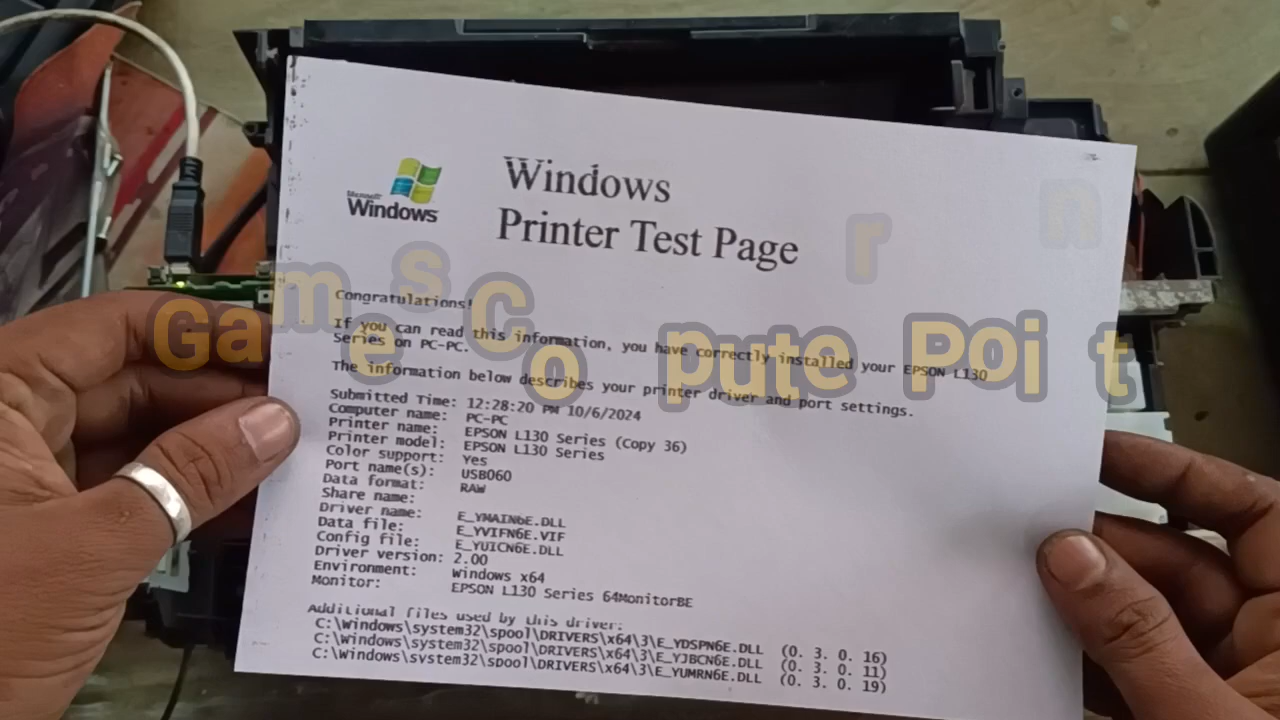 Microsoft
Windows
Windows
Printer Test Page
Games Compute Point
Congratulations!
If you can read this information, you have correctly installed your EPSON L130
Series on PC-PC.
The information below describes your printer driver and port settings.
Submitted Time: 12:28:20 PM 10/6/2024
Computer name: PC-PC
Printer name: EPSON L130 Series (Copy 36)
Printer model: EPSON L130 Series
Color support: Yes
Port name(s): USB060
Data format: RAW
Share name:
Driver name: E_YMAIN6E.DLL
Data file: E_YVIFN6E.VIF
Config file: E_YUICN6E.DLL
Driver version: 2.00
Environment: Windows x64
Monitor: EPSON L130 Series 64MonitorBE
Additional files used by this driver:
C:\Windows\system32\spool\DRIVERS\x64\3\E_YDSPN6E.DLL (0. 3. 0. 16)
C:\Windows\system32\spool\DRIVERS\x64\3\E_YJBCN6E.DLL (0. 3. 0. 11)
C:\Windows\system32\spool\DRIVERS\x64\3\E_YUMRN6E.DLL (0. 3. 0. 19)